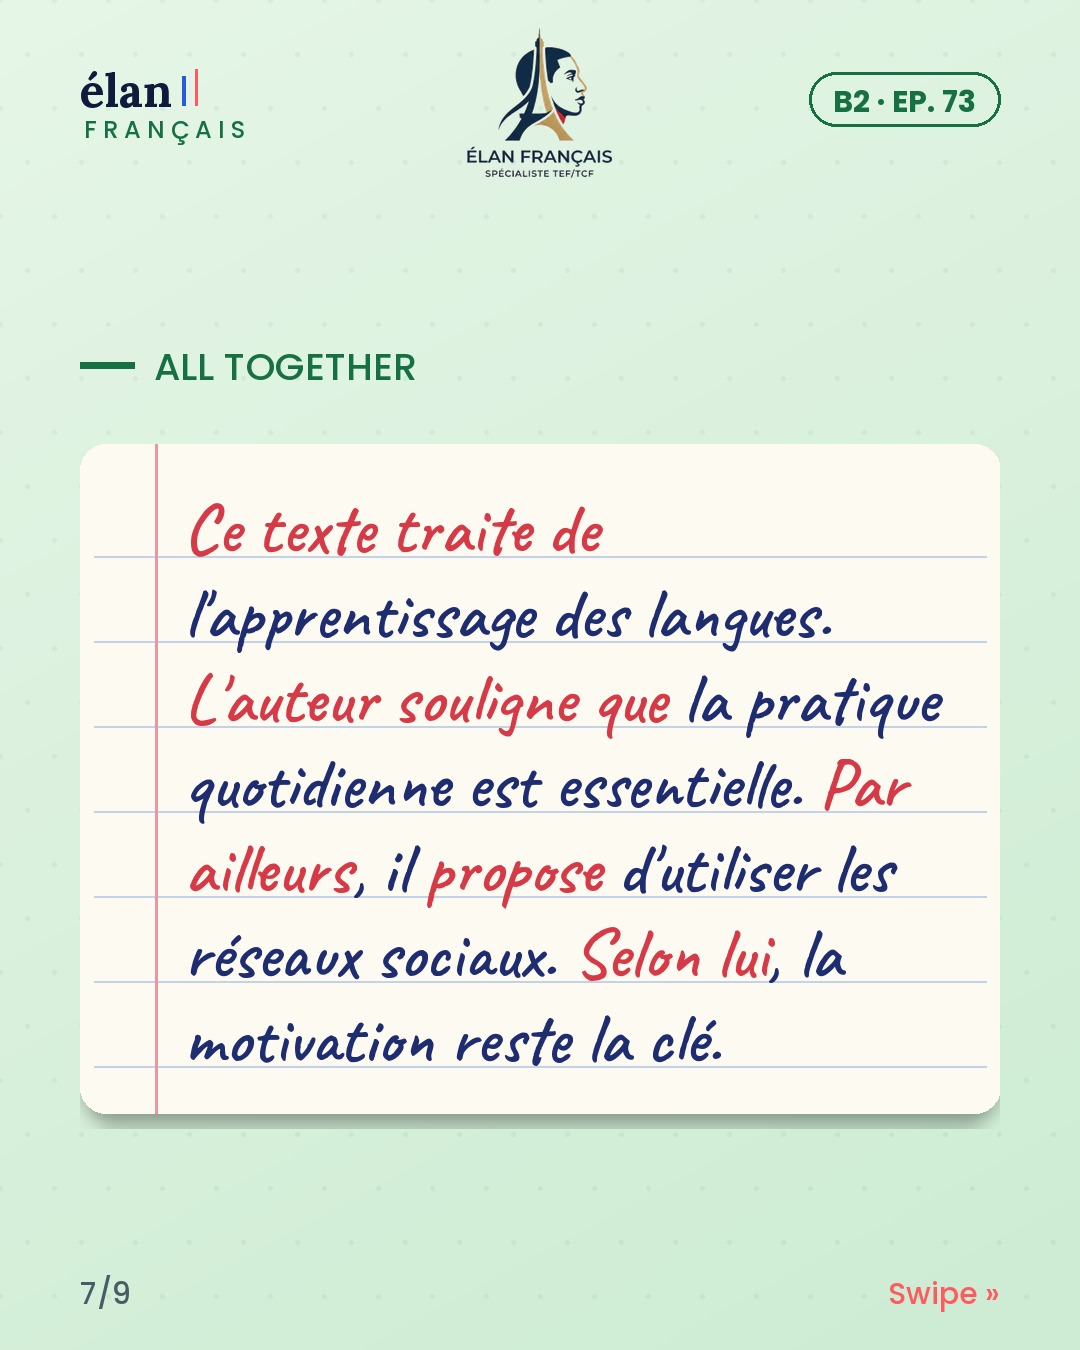 élan
FRANÇAIS
ÉLAN FRANÇAIS
SPÉCIALISTE TEF/TCF
B2 · EP. 73
ALL TOGETHER
Ce texte traite de
l'apprentissage des langues.
L'auteur souligne que la pratique
quotidienne est essentielle. Par
ailleurs, il propose d'utiliser les
réseaux sociaux. Selon lui, la
motivation reste la clé.
7/9
Swipe »